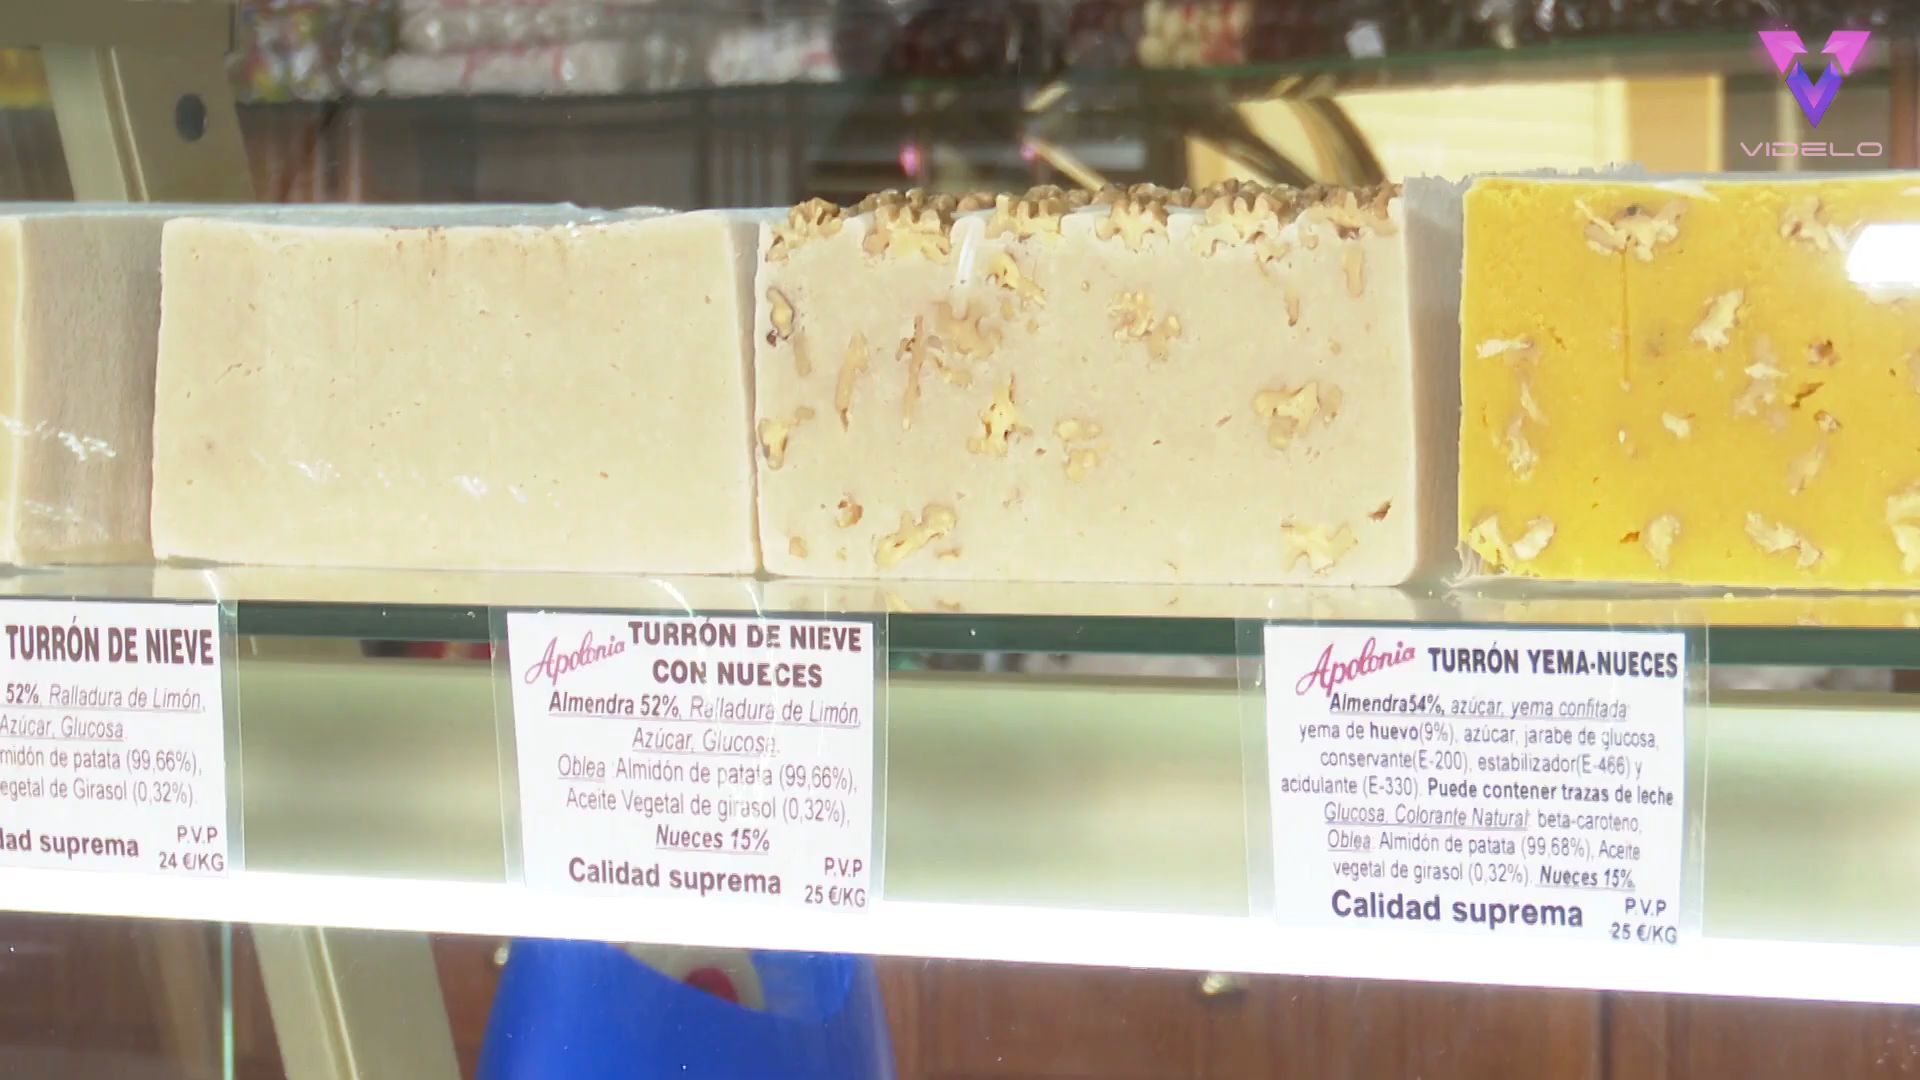 VIDELO
TURRÓN DE NIEVE
52%, Ralladura de Limón,
Azúcar, Glucosa
de patata (99,66%),
de Girasol (0,32%).
suprema
P.V.P
24 €/KG
Apolonia
TURRÓN DE NIEVE
CON NUECES
Almendra 52%, Ralladura de Limón,
Azúcar, Glucosa.
Oblea :Almidón de patata (99,66%),
Aceite Vegetal de girasol (0,32%),
Nueces 15%
Calidad suprema
P.V.P
25 €/KG
Apolonia
TURRÓN YEMA-NUECES
Almendra54%, azúcar, yema confitada:
yema de huevo(9%), azúcar, jarabe de glucosa,
conservante(E-200), estabilizador(E-466) y
acidulante (E-330). Puede contener trazas de leche
Glucosa, Colorante Natural: beta-caroteno,
Oblea: Almidón de patata (99,68%), Aceite
vegetal de girasol (0,32%). Nueces 15%.
Calidad suprema
P.V.P
25 €/KG